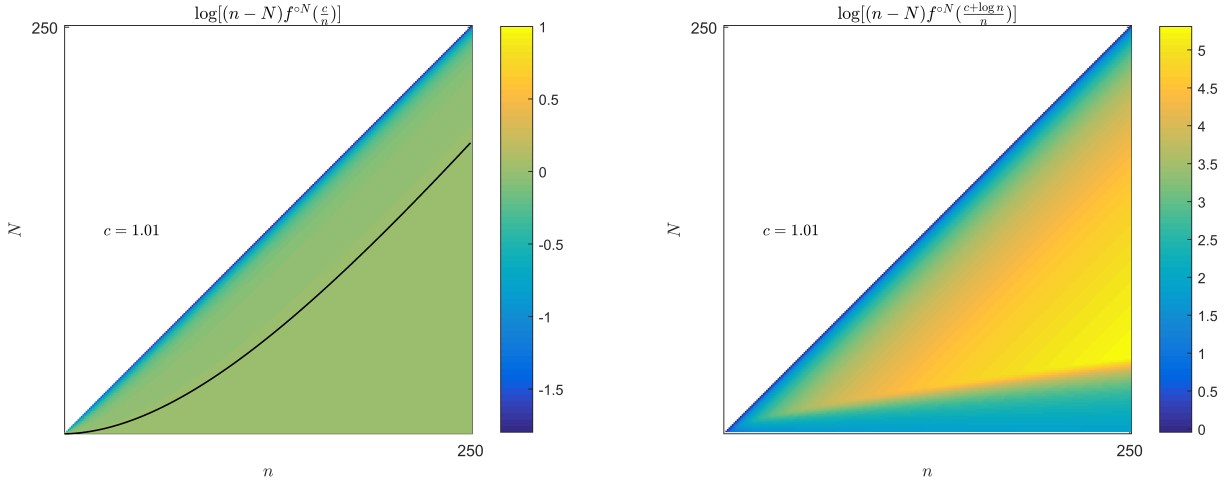 log[(n − N)f^{∘N}(c/n)]
250
N
c = 1.01
250
n
1
0.5
0
-0.5
-1
-1.5
log[(n − N)f^{∘N}((c+log n)/n)]
250
N
c = 1.01
250
n
5
4.5
4
3.5
3
2.5
2
1.5
1
0.5
0